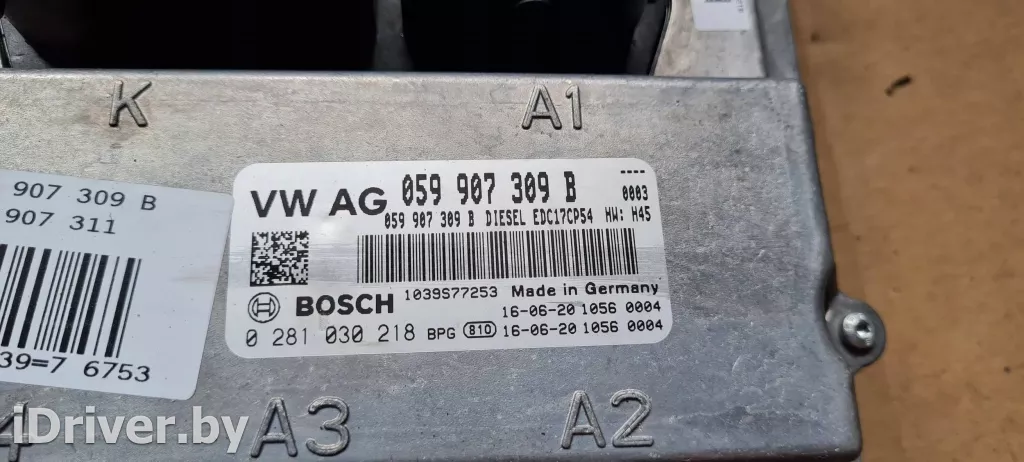 K A1
907 309 B
907 311
VW AG 059 907 309 B
----
0003
059 907 309 B DIESEL EDC17CP54 HW: H45
1039S77253 Made in Germany
BOSCH 16-06-20 1056 0004
0 281 030 218 BPG 810 16-06-20 1056 0004
39=7 6753
4 A3 A2
iDriver.by